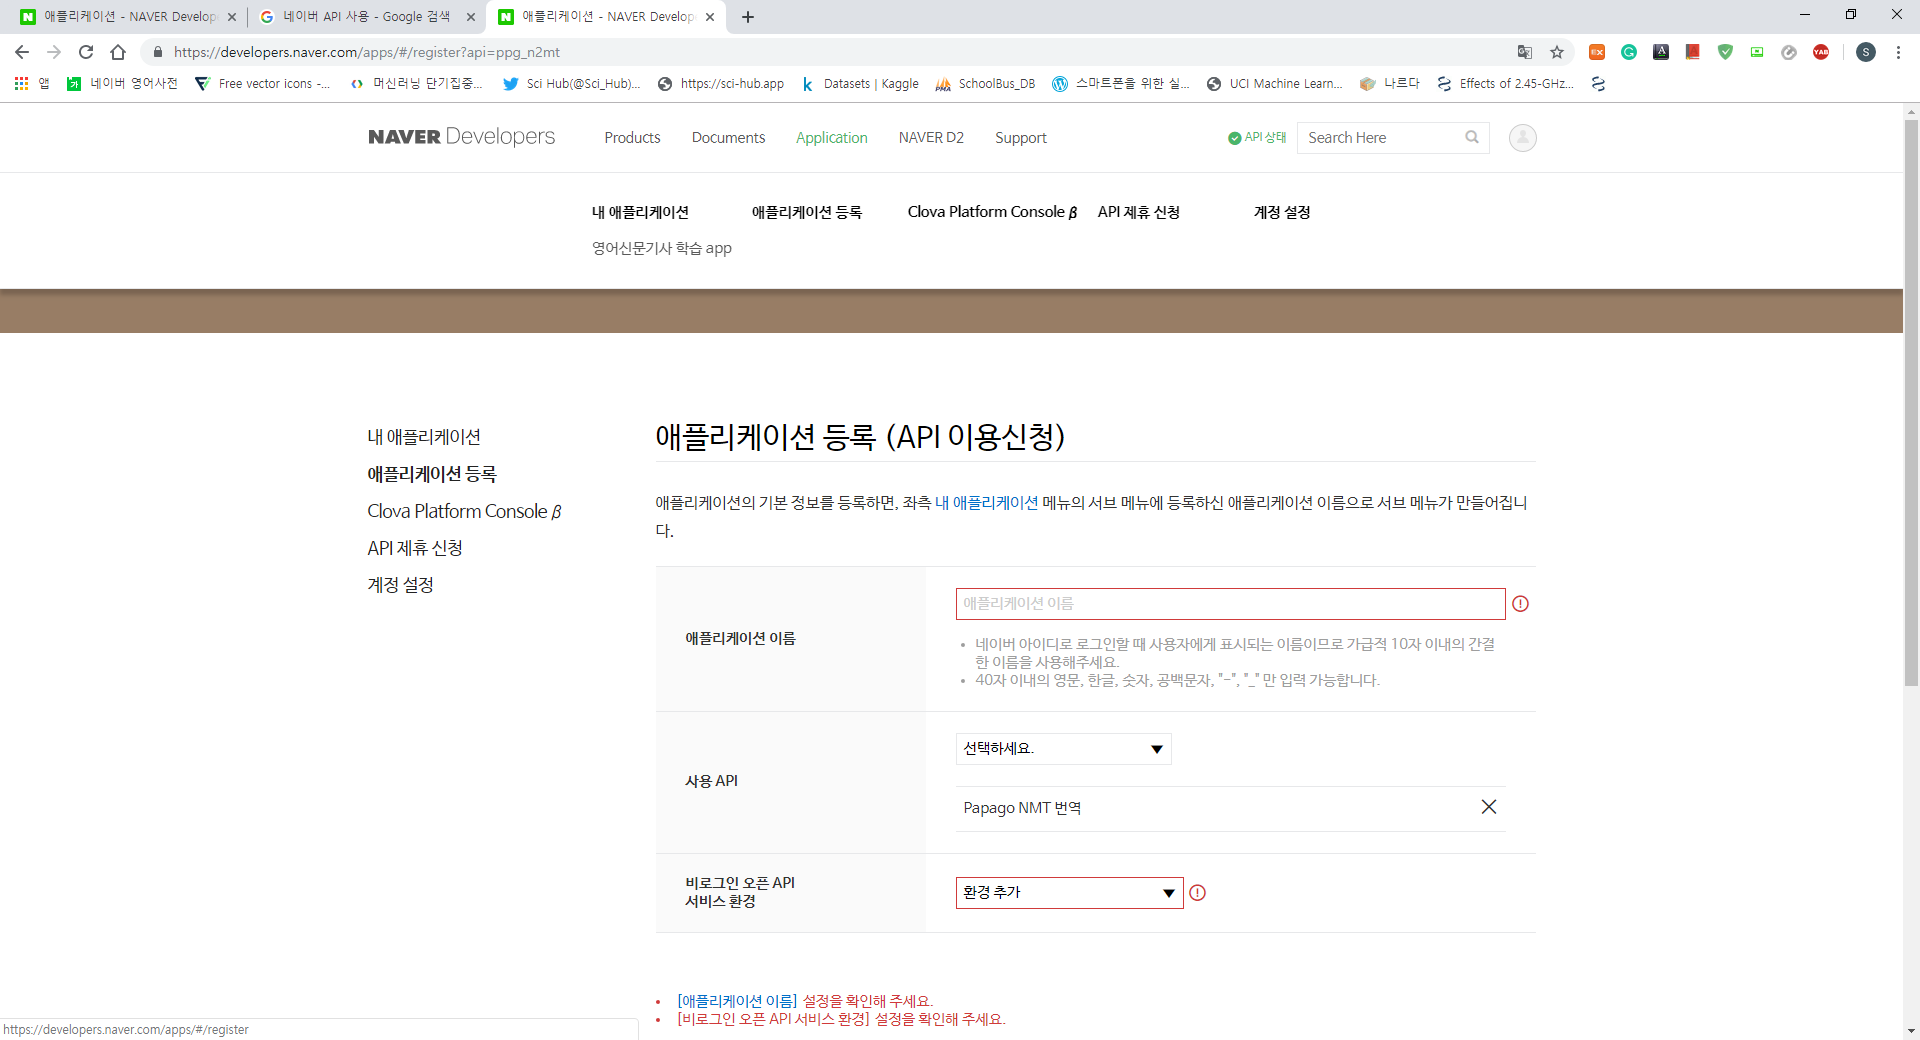 애플리케이션 - NAVER Develop
네이버 API 사용 - Google 검색
애플리케이션 - NAVER Develop
https://developers.naver.com/apps/#/register?api=ppg_n2mt
앱
네이버 영어사전
Free vector icons -...
머신러닝 단기집중...
Sci Hub(@Sci_Hub)...
https://sci-hub.app
Datasets | Kaggle
SchoolBus_DB
스마트폰을 위한 실...
UCI Machine Learn...
나르다
Effects of 2.45-GHz...
NAVER Developers
Products
Documents
Application
NAVER D2
Support
API 상태
Search Here
내 애플리케이션
애플리케이션 등록
Clova Platform Console β
API 제휴 신청
계정 설정
영어신문기사 학습 app
내 애플리케이션
애플리케이션 등록
Clova Platform Console β
API 제휴 신청
계정 설정
애플리케이션 등록 (API 이용신청)
애플리케이션의 기본 정보를 등록하면, 좌측 내 애플리케이션 메뉴의 서브 메뉴에 등록하신 애플리케이션 이름으로 서브 메뉴가 만들어집니
다.
애플리케이션 이름
애플리케이션 이름
• 네이버 아이디로 로그인할 때 사용자에게 표시되는 이름이므로 가급적 10자 이내의 간결
한 이름을 사용해주세요.
• 40자 이내의 영문, 한글, 숫자, 공백문자, "-", "_" 만 입력 가능합니다.
사용 API
선택하세요.
Papago NMT 번역
비로그인 오픈 API
서비스 환경
환경 추가
• [애플리케이션 이름] 설정을 확인해 주세요.
• [비로그인 오픈 API 서비스 환경] 설정을 확인해 주세요.
https://developers.naver.com/apps/#/register